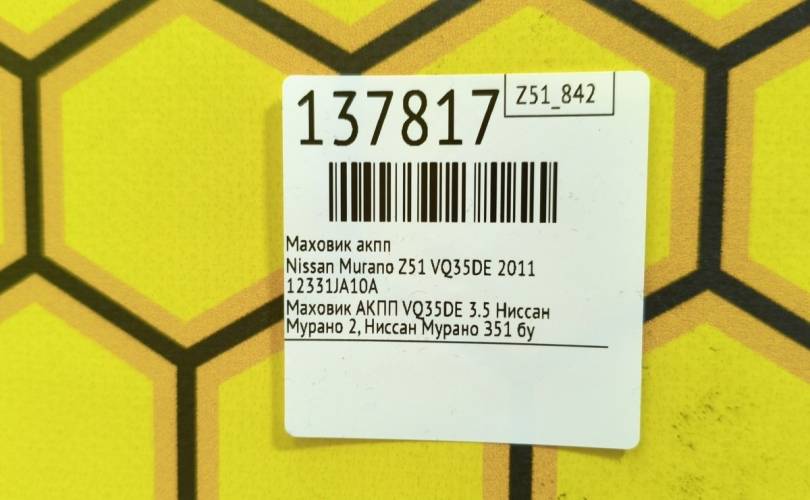 137817
Z51_842
Маховик акпп
Nissan Murano Z51 VQ35DE 2011
12331JA10A
Маховик АКПП VQ35DE 3.5 Ниссан
Мурано 2, Ниссан Мурано З51 бу